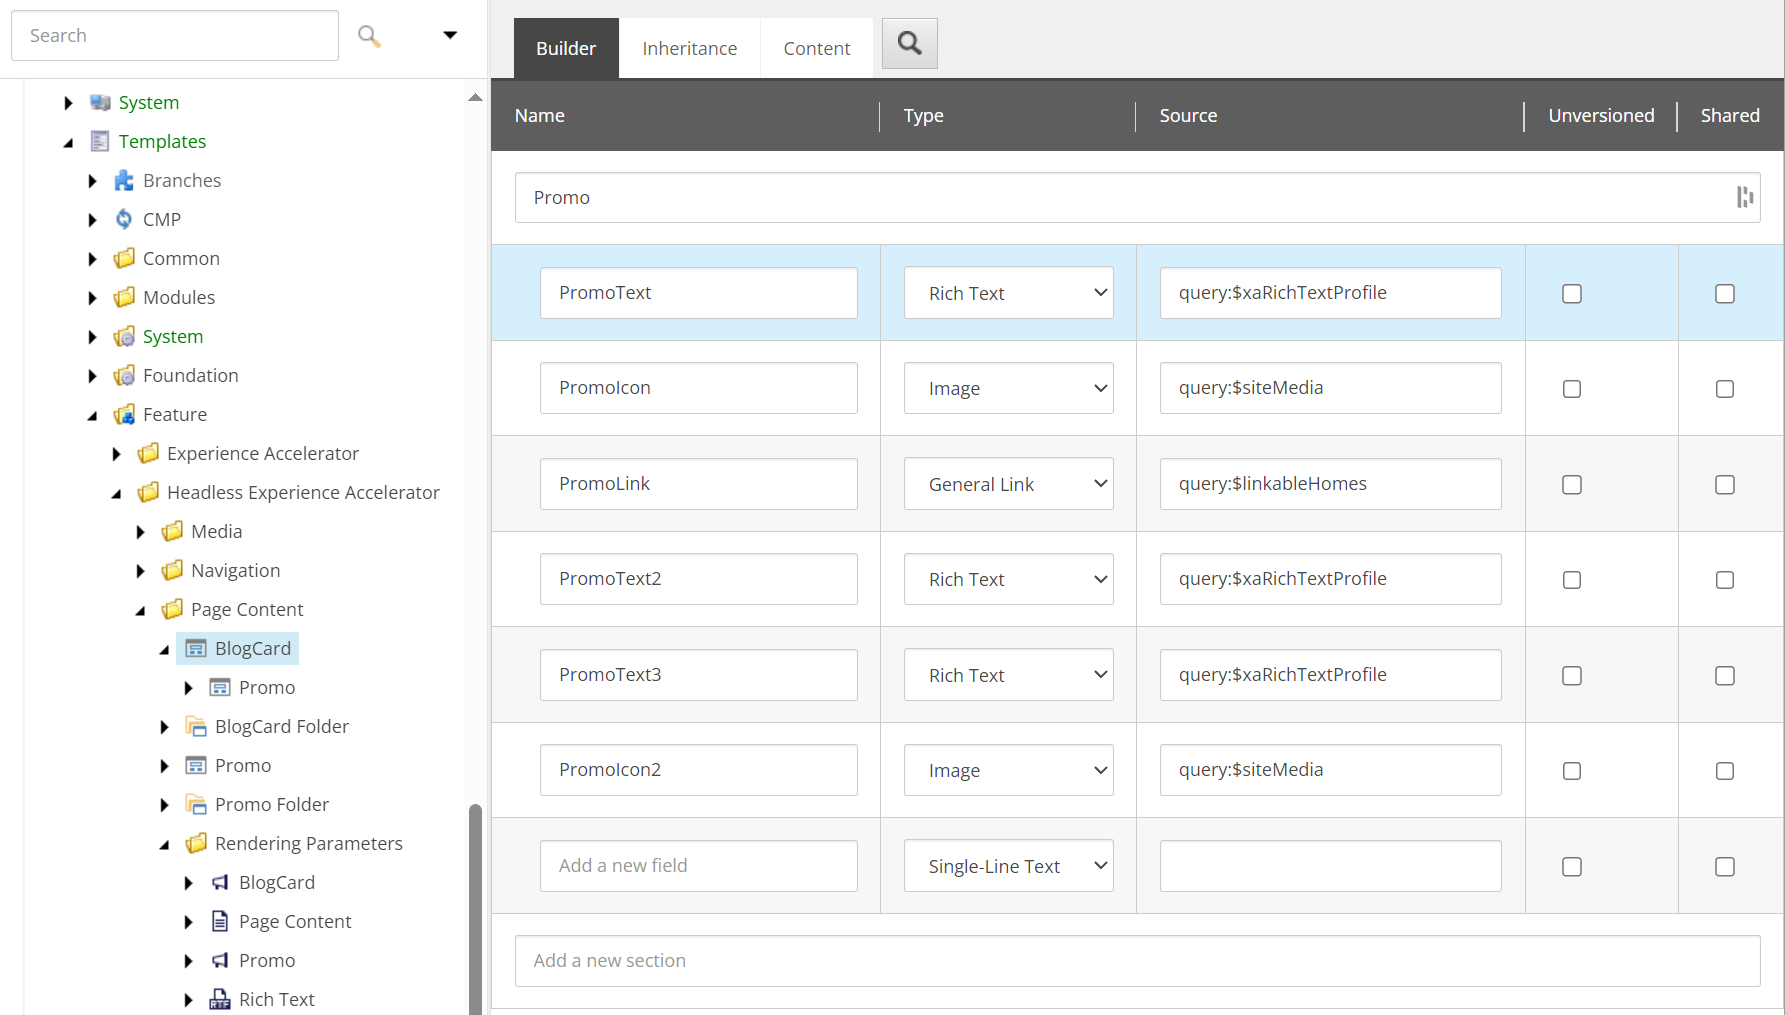 Search
System
Templates
Branches
CMP
Common
Modules
System
Foundation
Feature
Experience Accelerator
Headless Experience Accelerator
Media
Navigation
Page Content
BlogCard
Promo
BlogCard Folder
Promo
Promo Folder
Rendering Parameters
BlogCard
Page Content
Promo
RTF Rich Text
Builder Inheritance Content
Name Type Source Unversioned Shared
Promo
PromoText Rich Text query:$xaRichTextProfile
PromoIcon Image query:$siteMedia
PromoLink General Link query:$linkableHomes
PromoText2 Rich Text query:$xaRichTextProfile
PromoText3 Rich Text query:$xaRichTextProfile
PromoIcon2 Image query:$siteMedia
Add a new field Single-Line Text
Add a new section